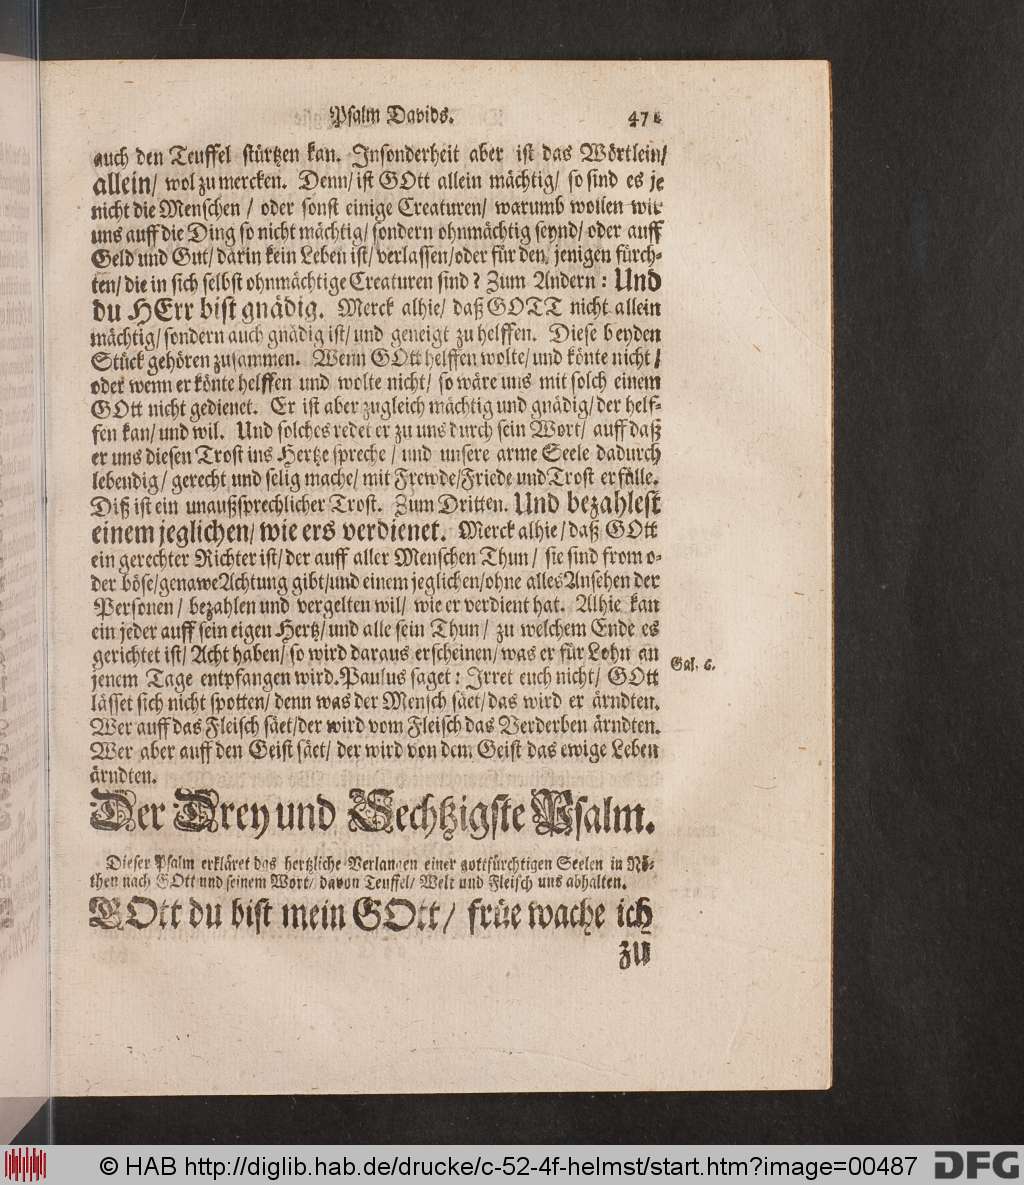 Psalm Davids. 471
auch den Teuffel stürtzen kan. Insonderheit aber ist das Wörtlein/
allein/ wol zu mercken. Denn/ ist GOtt allein mächtig/ so sind es je
nicht die Menschen / oder sonst einige Creaturen/ warumb wollen wir
uns auff die Ding so nicht mächtig/ sondern ohnmächtig seynd/ oder auff
Geld und Gut/ darin kein Leben ist/ verlassen/ oder für den jenigen fürch-
ten/ die in sich selbst ohnmächtige Creaturen sind? Zum Andern: Und
du HErr bist gnädig. Merck alhie/ daß GOTT nicht allein
mächtig/ sondern auch gnädig ist/ und geneigt zu helffen. Diese beyden
Stück gehören zusammen. Wenn GOtt helffen wolte/ und könte nicht/
oder wenn er könte helffen und wolte nicht/ so wäre uns mit solch einem
GOtt nicht gedienet. Er ist aber zugleich mächtig und gnädig/ der helf-
fen kan/ und wil. Und solches redet er zu uns durch sein Wort/ auff daß
er uns diesen Trost ins Hertze spreche/ und unsere arme Seele dadurch
lebendig/ gerecht und selig mache/ mit Frewde/ Friede und Trost erfülle.
Diß ist ein unaußsprechlicher Trost. Zum Dritten. Und bezahlest
einem jeglichen/ wie ers verdienet. Merck alhie/ daß GOtt
ein gerechter Richter ist/ der auff aller Menschen Thun/ sie sind from o-
der böse/ genawe Achtung gibt/ und einem jeglichen/ ohne alles Ansehen der
Personen/ bezahlen und vergelten wil/ wie er verdient hat. Alhie kan
ein jeder auff sein eigen Hertz/ und alle sein Thun/ zu welchem Ende es
gerichtet ist/ Acht haben/ so wird daraus erscheinen/ was er für Lohn an
jenem Tage entpfangen wird. Paulus saget: Irret euch nicht/ GOtt
Gal. 6.
lässet sich nicht spotten/ denn was der Mensch säet/ das wird er ärndten.
Wer auff das Fleisch säet/ der wird vom Fleisch das Verderben ärndten.
Wer aber auff den Geist säet/ der wird von dem Geist das ewige Leben
ärndten.
Der Drey und Sechtzigste Psalm.
Dieser Psalm erkläret das hertzliche Verlangen einer gottfürchtigen Seelen in Nö-
then nach GOtt und seinem Wort/ davon Teuffel/ Welt und Fleisch uns abhalten.
GOtt du bist mein GOtt/ früe wache ich
zu
© HAB http://diglib.hab.de/drucke/c-52-4f-helmst/start.htm?image=00487 DFG